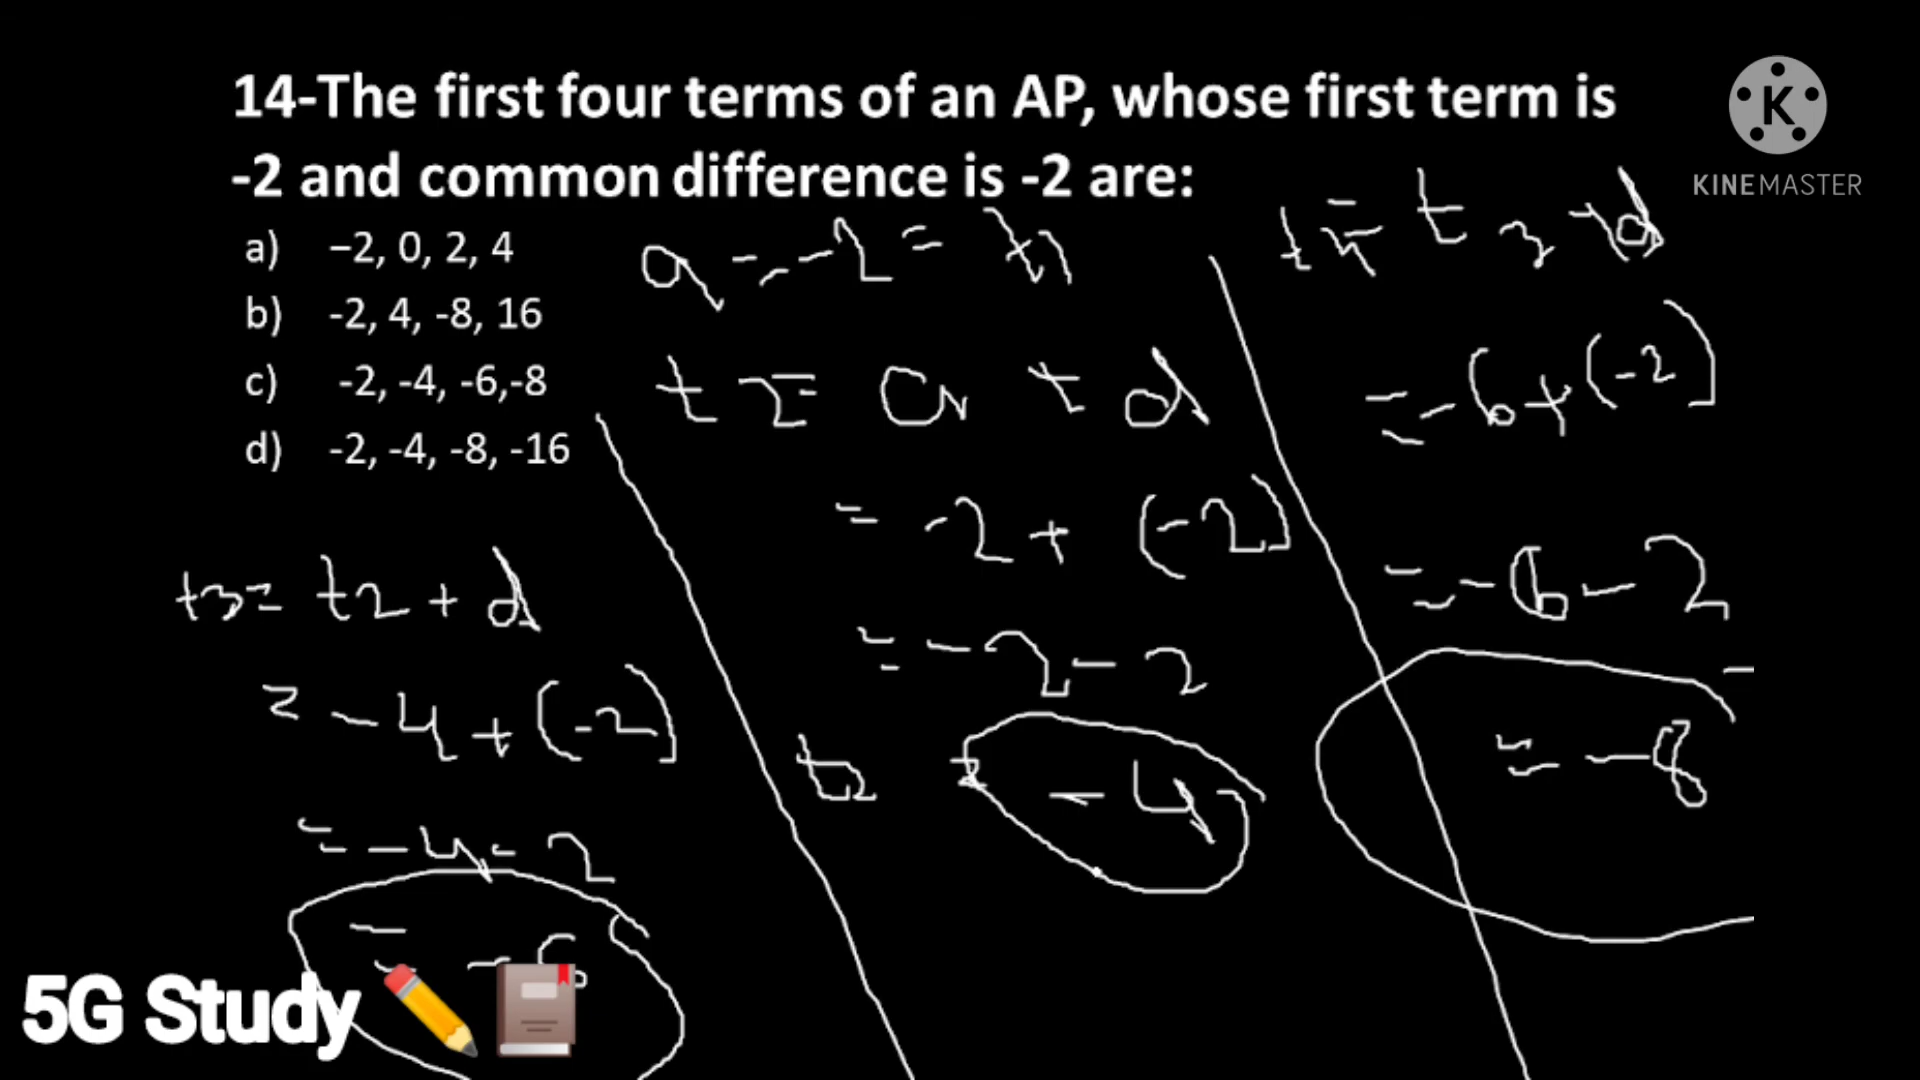 14-The first four terms of an AP, whose first term is
-2 and common difference is -2 are:
a) –2, 0, 2, 4
b) -2, 4, -8, 16
c) -2, -4, -6,-8
d) -2, -4, -8, -16
K
KINEMASTER
a = -2 = t1
t2 = a + d
= -2 + (-2)
= -2 - 2
t2 = -4
t3 = t2 + d
= -4 + (-2)
= -4 - 2
= -6
t4 = t3 + d
= -6 + (-2)
= -6 - 2
= -8
5G Study